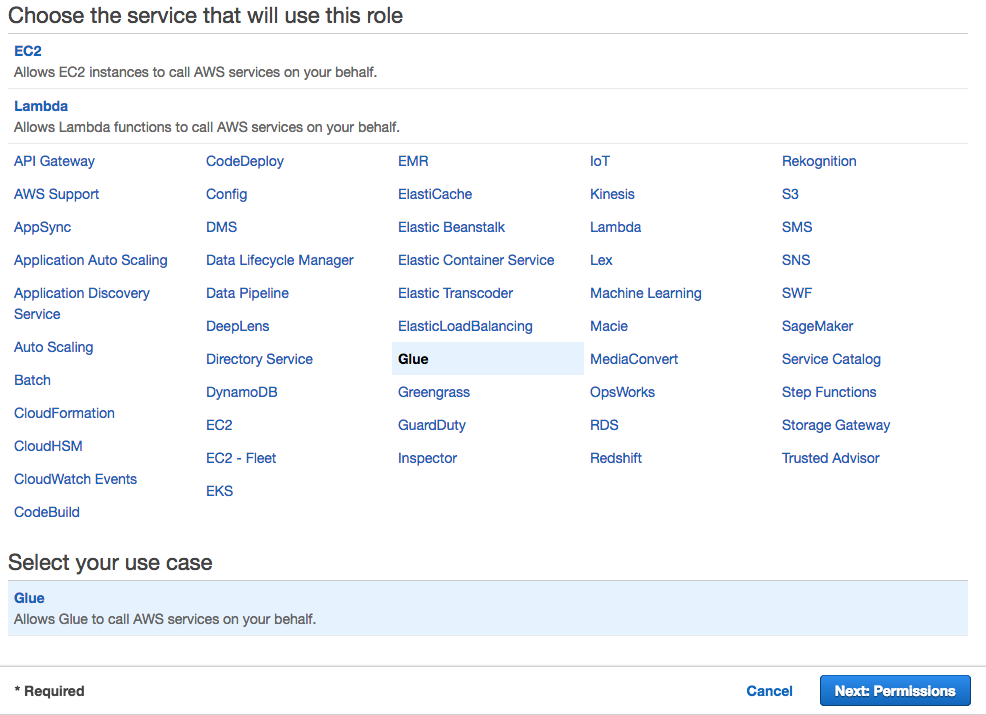 Choose the service that will use this role
EC2
Allows EC2 instances to call AWS services on your behalf.
Lambda
Allows Lambda functions to call AWS services on your behalf.
API Gateway
AWS Support
AppSync
Application Auto Scaling
Application Discovery
Service
Auto Scaling
Batch
CloudFormation
CloudHSM
CloudWatch Events
CodeBuild
CodeDeploy
Config
DMS
Data Lifecycle Manager
Data Pipeline
DeepLens
Directory Service
DynamoDB
EC2
EC2 - Fleet
EKS
EMR
ElastiCache
Elastic Beanstalk
Elastic Container Service
Elastic Transcoder
ElasticLoadBalancing
Glue
Greengrass
GuardDuty
Inspector
IoT
Kinesis
Lambda
Lex
Machine Learning
Macie
MediaConvert
OpsWorks
RDS
Redshift
Rekognition
S3
SMS
SNS
SWF
SageMaker
Service Catalog
Step Functions
Storage Gateway
Trusted Advisor
Select your use case
Glue
Allows Glue to call AWS services on your behalf.
* Required
Cancel
Next: Permissions